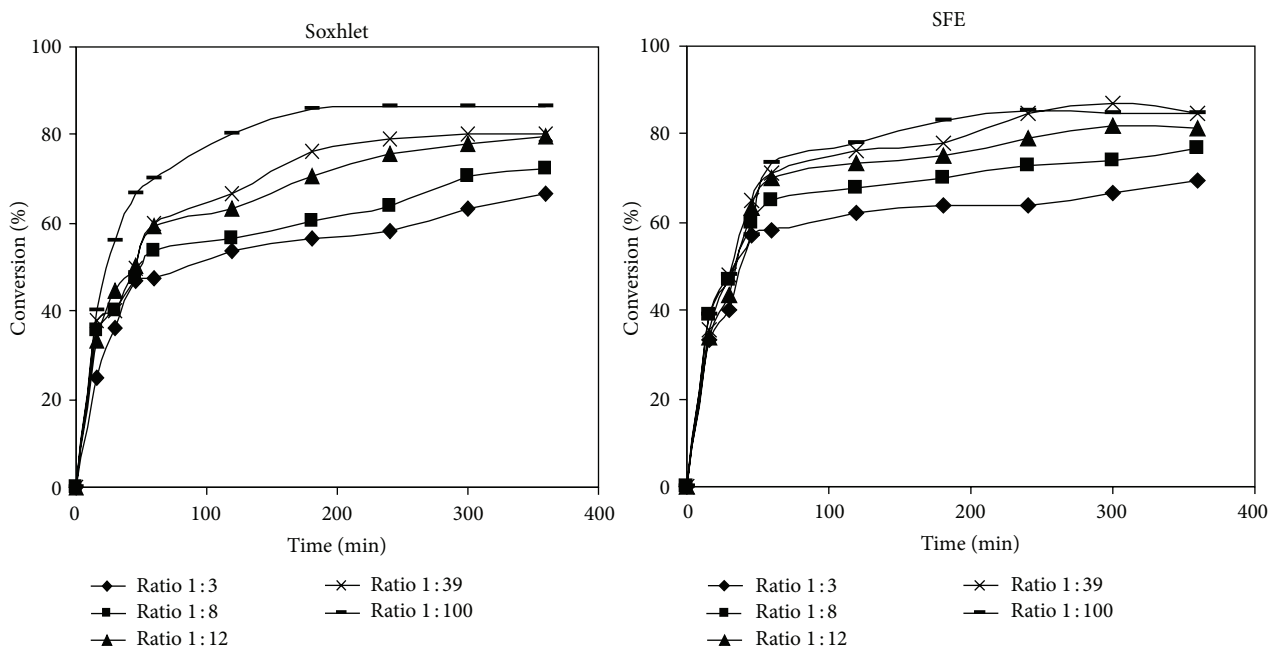 Soxhlet
100
80
60
40
20
0
Conversion (%)
0 100 200 300 400
Time (min)
Ratio 1:3
Ratio 1:8
Ratio 1:12
Ratio 1:39
Ratio 1:100
SFE
100
80
60
40
20
0
Conversion (%)
0 100 200 300 400
Time (min)
Ratio 1:3
Ratio 1:8
Ratio 1:12
Ratio 1:39
Ratio 1:100